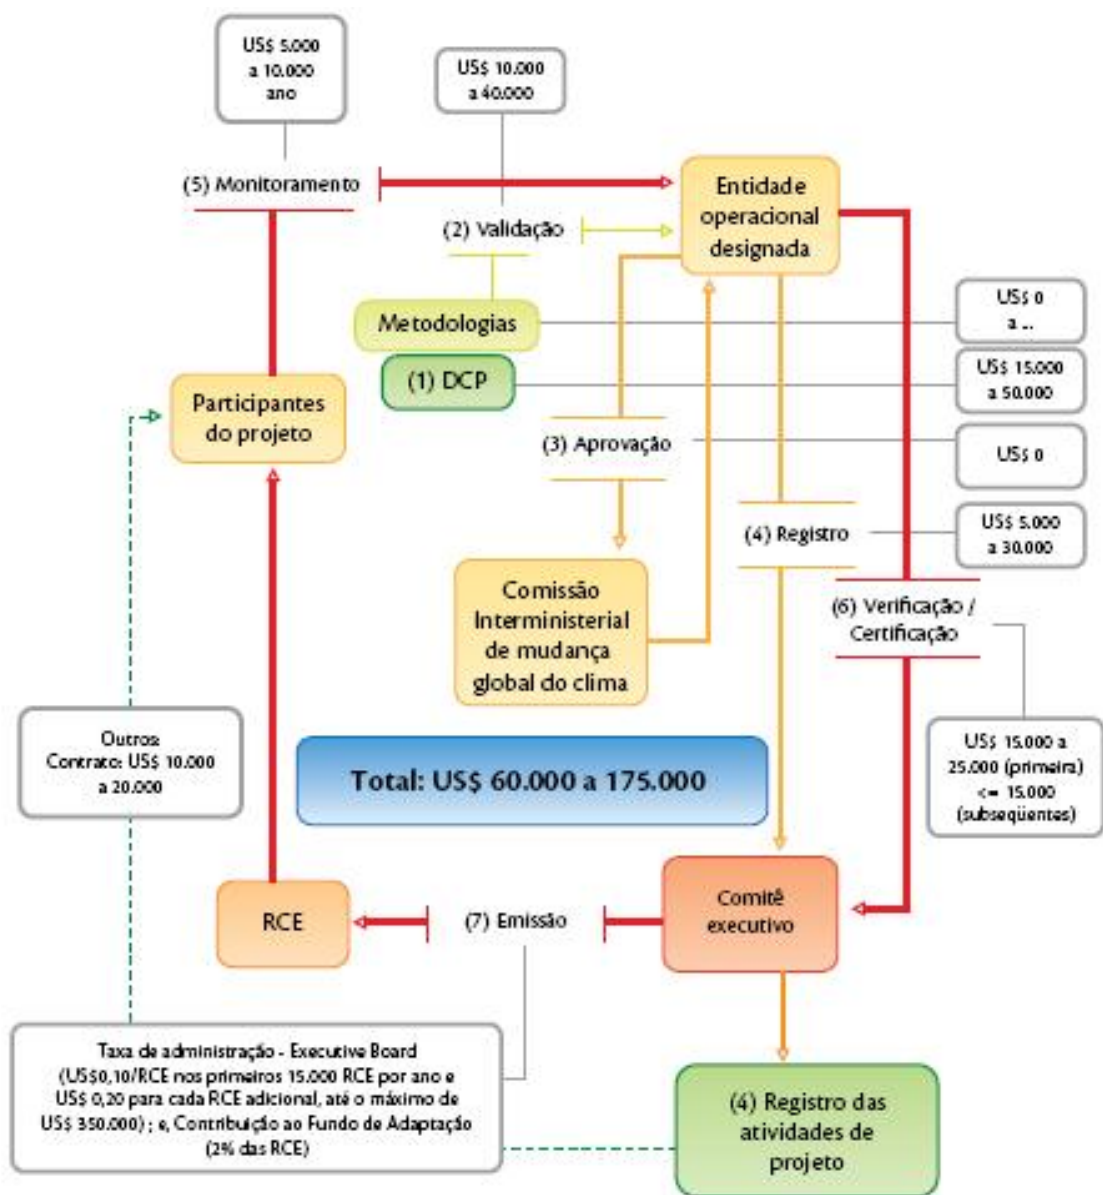 US$ 5.000
a 10.000
ano
US$ 10.000
a 40.000
(5) Monitoramento
Entidade
operacional
designada
(2) Validação
Metodologias
US$ 0
a ...
(1) DCP
US$ 15.000
a 50.000
Participantes
do projeto
(3) Aprovação
US$ 0
(4) Registro
US$ 5.000
a 30.000
Comissão
Interministerial
de mudança
global do clima
(6) Verificação /
Certificação
Outros:
Contrato: US$ 10.000
a 20.000
Total: US$ 60.000 a 175.000
US$ 15.000 a
25.000 (primeira)
<= 15.000
(subseqüentes)
RCE
(7) Emissão
Comitê
executivo
Taxa de administração - Executive Board
(US$0,10/RCE nos primeiros 15.000 RCE por ano e
US$ 0,20 para cada RCE adicional, até o máximo de
US$ 350.000) ; e, Contribuição ao Fundo de Adaptação
(2% das RCE)
(4) Registro das
atividades de
projeto